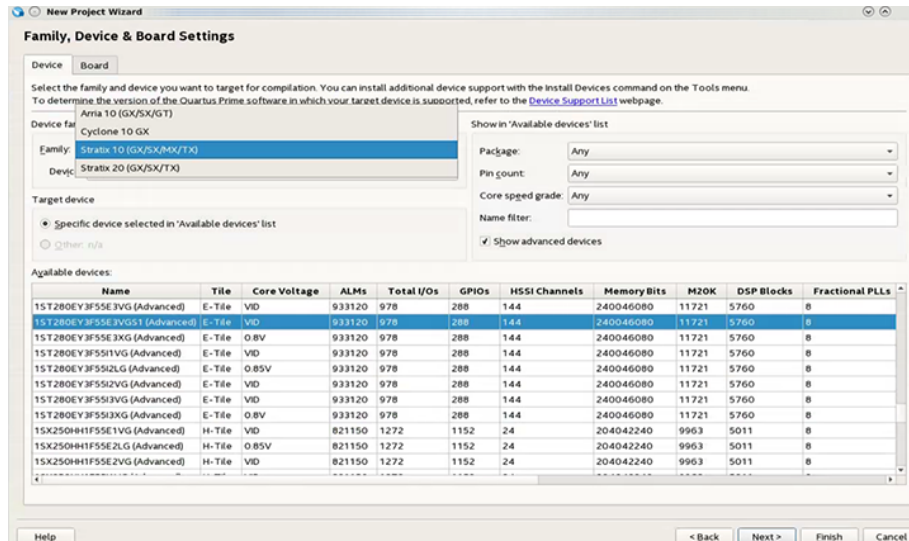 New Project Wizard
Family, Device & Board Settings
Device Board
Select the family and device you want to target for compilation. You can install additional device support with the Install Devices command on the Tools menu.
To determine the version of the Quartus Prime software in which your target device is supported, refer to the Device Support List webpage.
Device fa
Arria 10 (GX/SX/GT)
Cyclone 10 GX
Family: Stratix 10 (GX/SX/MX/TX)
Devic Stratix 20 (GX/SX/TX)
Show in 'Available devices' list
Package: Any
Pin count: Any
Core speed grade: Any
Name filter:
Show advanced devices
Target device
Specific device selected in 'Available devices' list
Other: n/a
Available devices:
Name Tile Core Voltage ALMs Total I/Os GPIOs HSSI Channels Memory Bits M20K DSP Blocks Fractional PLLs
1ST280EY3F55E3VG (Advanced) E-Tile VID 933120 978 288 144 240046080 11721 5760 8
1ST280EY3F55E3VGS1 (Advanced) E-Tile VID 933120 978 288 144 240046080 11721 5760 8
1ST280EY3F55E3XG (Advanced) E-Tile 0.8V 933120 978 288 144 240046080 11721 5760 8
1ST280EY3F55I1VG (Advanced) E-Tile VID 933120 978 288 144 240046080 11721 5760 8
1ST280EY3F55I2LG (Advanced) E-Tile 0.85V 933120 978 288 144 240046080 11721 5760 8
1ST280EY3F55I2VG (Advanced) E-Tile VID 933120 978 288 144 240046080 11721 5760 8
1ST280EY3F55I3VG (Advanced) E-Tile VID 933120 978 288 144 240046080 11721 5760 8
1ST280EY3F55I3XG (Advanced) E-Tile 0.8V 933120 978 288 144 240046080 11721 5760 8
1SX250HH1F55E1VG (Advanced) H-Tile VID 821150 1272 1152 24 204042240 9963 5011 8
1SX250HH1F55E2LG (Advanced) H-Tile 0.85V 821150 1272 1152 24 204042240 9963 5011 8
1SX250HH1F55E2VG (Advanced) H-Tile VID 821150 1272 1152 24 204042240 9963 5011 8
Help < Back Next > Finish Cancel